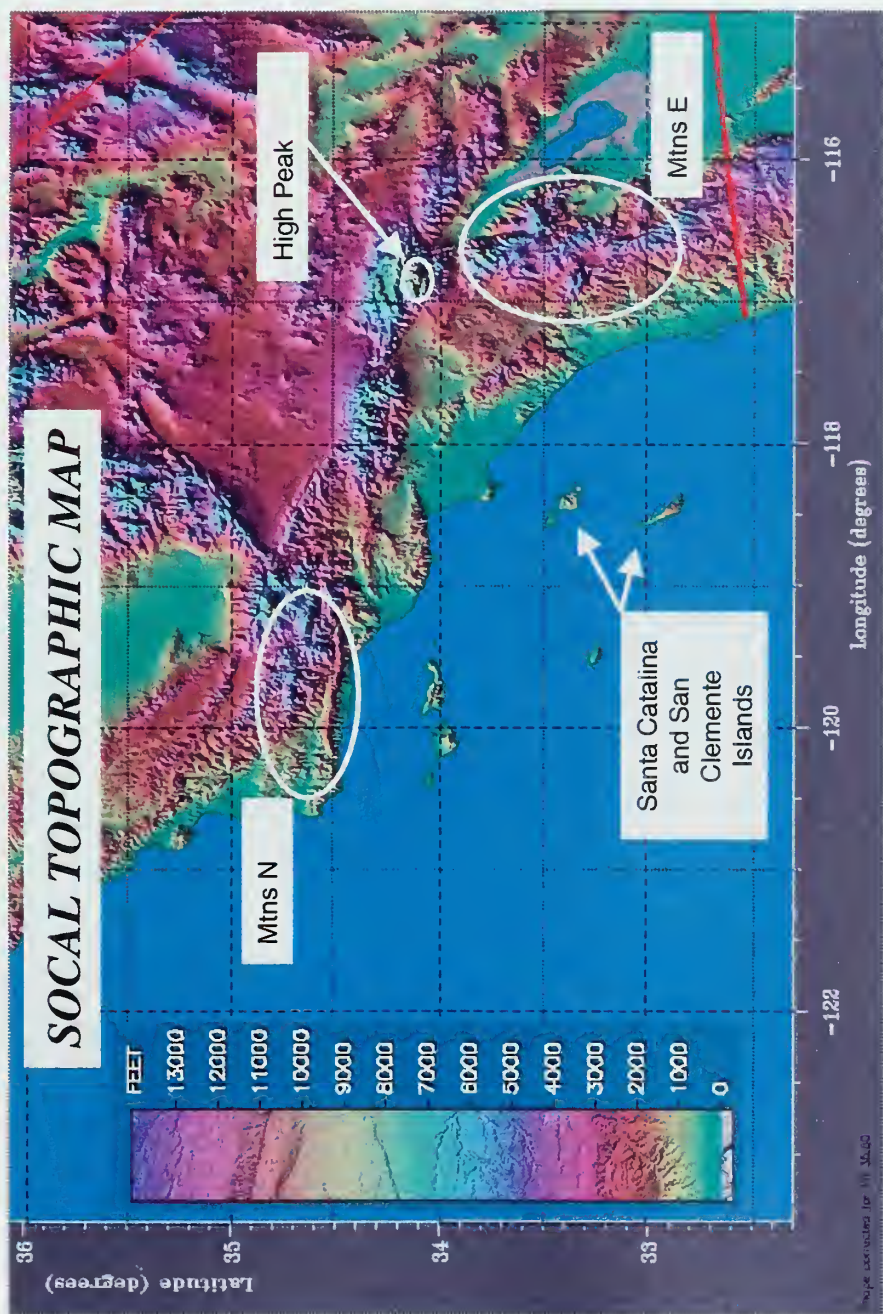 SOCAL TOPOGRAPHIC MAP
FEET
13000
12000
11000
10000
9000
8000
7000
6000
5000
4000
3000
2000
1000
0
High Peak
Mtns N
Mtns E
Santa Catalina
and San
Clemente
Islands
Latitude (degrees)
36
35
34
33
-122
-120
-118
-116
Longitude (degrees)